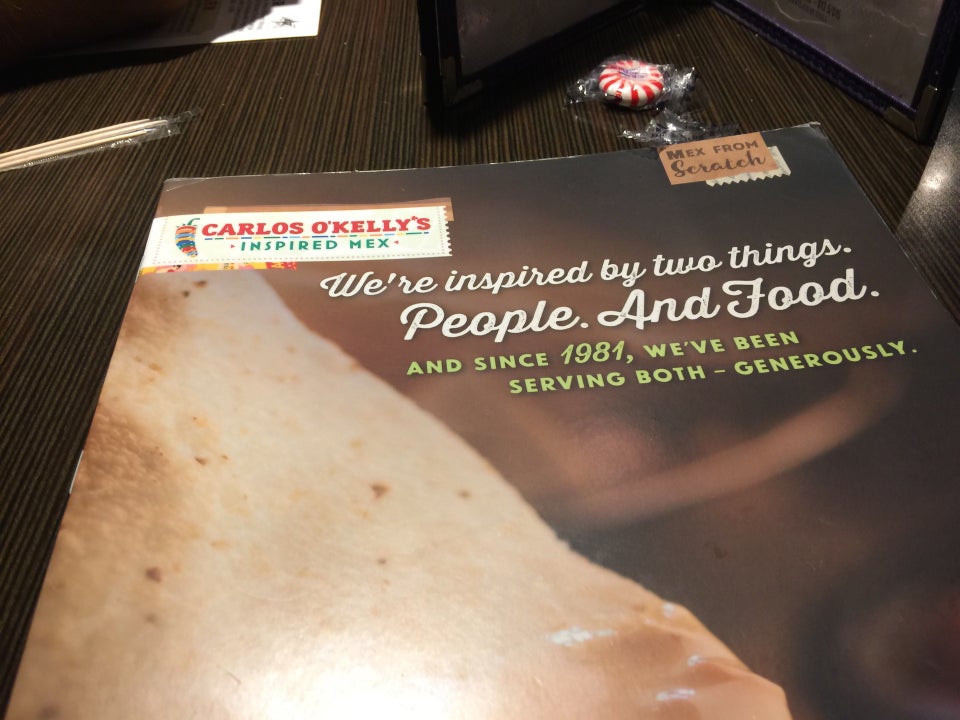 MEX FROM
Scratch
CARLOS O'KELLY'S
INSPIRED MEX
We're inspired by two things.
People. And Food.
AND SINCE 1981, WE'VE BEEN
SERVING BOTH – GENEROUSLY.